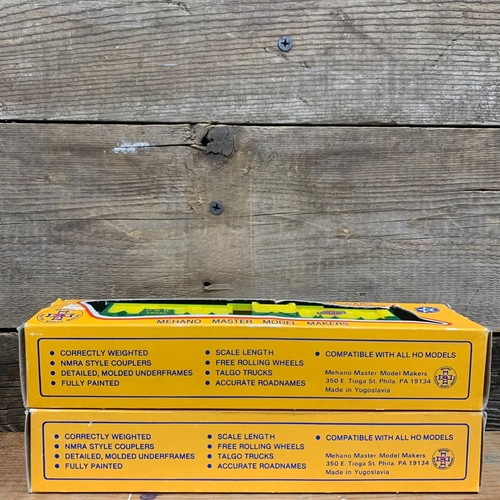 MEHANO MASTER MODEL MAKERS
• CORRECTLY WEIGHTED
• NMRA STYLE COUPLERS
• DETAILED, MOLDED UNDERFRAMES
• FULLY PAINTED
• SCALE LENGTH
• FREE ROLLING WHEELS
• TALGO TRUCKS
• ACCURATE ROADNAMES
• COMPATIBLE WITH ALL HO MODELS
Mehano Master Model Makers
350 E. Tioga St. Phila. PA 19134
Made in Yugoslavia
• CORRECTLY WEIGHTED
• NMRA STYLE COUPLERS
• DETAILED, MOLDED UNDERFRAMES
• FULLY PAINTED
• SCALE LENGTH
• FREE ROLLING WHEELS
• TALGO TRUCKS
• ACCURATE ROADNAMES
• COMPATIBLE WITH ALL HO MODELS
Mehano Master Model Makers
350 E. Tioga St. Phila. PA 19134
Made in Yugoslavia